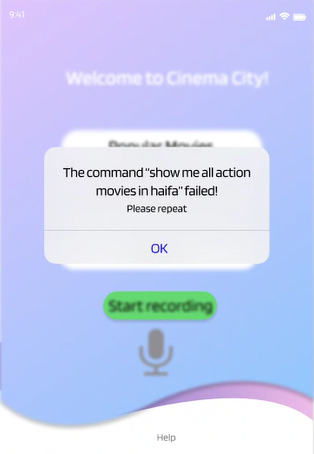 9:41
Welcome to Cinema City!
Popular Movies
The command "show me all action
movies in haifa" failed!
Please repeat
OK
Start recording
Help